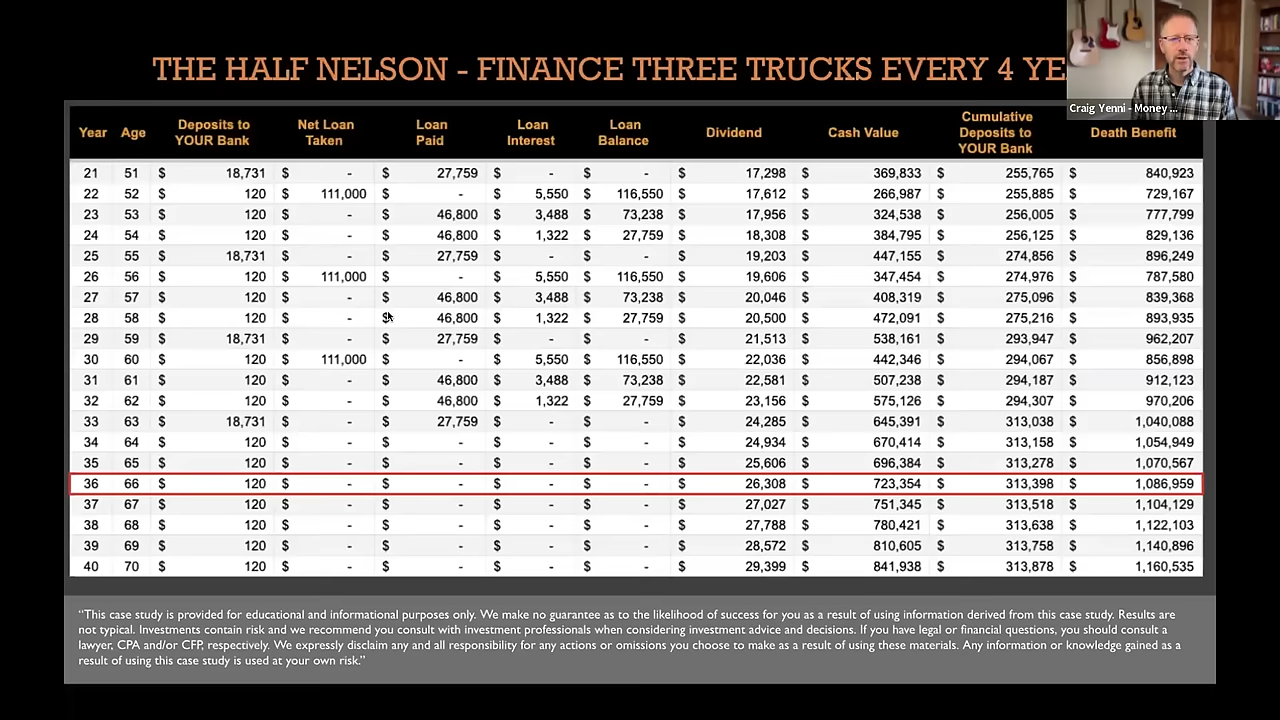 THE HALF NELSON - FINANCE THREE TRUCKS EVERY 4 YE
Craig Yenni - Money ...
Year Age Deposits to YOUR Bank Net Loan Taken Loan Paid Loan Interest Loan Balance Dividend Cash Value Cumulative Deposits to YOUR Bank Death Benefit
21 51 $ 18,731 $ - $ 27,759 $ - $ - $ 17,298 $ 369,833 $ 255,765 $ 840,923
22 52 $ 120 $ 111,000 $ - $ 5,550 $ 116,550 $ 17,612 $ 266,987 $ 255,885 $ 729,167
23 53 $ 120 $ - $ 46,800 $ 3,488 $ 73,238 $ 17,956 $ 324,538 $ 256,005 $ 777,799
24 54 $ 120 $ - $ 46,800 $ 1,322 $ 27,759 $ 18,308 $ 384,795 $ 256,125 $ 829,136
25 55 $ 18,731 $ - $ 27,759 $ - $ - $ 19,203 $ 447,155 $ 274,856 $ 896,249
26 56 $ 120 $ 111,000 $ - $ 5,550 $ 116,550 $ 19,606 $ 347,454 $ 274,976 $ 787,580
27 57 $ 120 $ - $ 46,800 $ 3,488 $ 73,238 $ 20,046 $ 408,319 $ 275,096 $ 839,368
28 58 $ 120 $ - $ 46,800 $ 1,322 $ 27,759 $ 20,500 $ 472,091 $ 275,216 $ 893,935
29 59 $ 18,731 $ - $ 27,759 $ - $ - $ 21,513 $ 538,161 $ 293,947 $ 962,207
30 60 $ 120 $ 111,000 $ - $ 5,550 $ 116,550 $ 22,036 $ 442,346 $ 294,067 $ 856,898
31 61 $ 120 $ - $ 46,800 $ 3,488 $ 73,238 $ 22,581 $ 507,238 $ 294,187 $ 912,123
32 62 $ 120 $ - $ 46,800 $ 1,322 $ 27,759 $ 23,156 $ 575,126 $ 294,307 $ 970,206
33 63 $ 18,731 $ - $ 27,759 $ - $ - $ 24,285 $ 645,391 $ 313,038 $ 1,040,088
34 64 $ 120 $ - $ - $ - $ - $ 24,934 $ 670,414 $ 313,158 $ 1,054,949
35 65 $ 120 $ - $ - $ - $ - $ 25,606 $ 696,384 $ 313,278 $ 1,070,567
36 66 $ 120 $ - $ - $ - $ - $ 26,308 $ 723,354 $ 313,398 $ 1,086,959
37 67 $ 120 $ - $ - $ - $ - $ 27,027 $ 751,345 $ 313,518 $ 1,104,129
38 68 $ 120 $ - $ - $ - $ - $ 27,788 $ 780,421 $ 313,638 $ 1,122,103
39 69 $ 120 $ - $ - $ - $ - $ 28,572 $ 810,605 $ 313,758 $ 1,140,896
40 70 $ 120 $ - $ - $ - $ - $ 29,399 $ 841,938 $ 313,878 $ 1,160,535
“This case study is provided for educational and informational purposes only. We make no guarantee as to the likelihood of success for you as a result of using information derived from this case study. Results are
not typical. Investments contain risk and we recommend you consult with investment professionals when considering investment advice and decisions. If you have legal or financial questions, you should consult a
lawyer, CPA and/or CFP, respectively. We expressly disclaim any and all responsibility for any actions or omissions you choose to make as a result of using these materials. Any information or knowledge gained as a
result of using this case study is used at your own risk.”